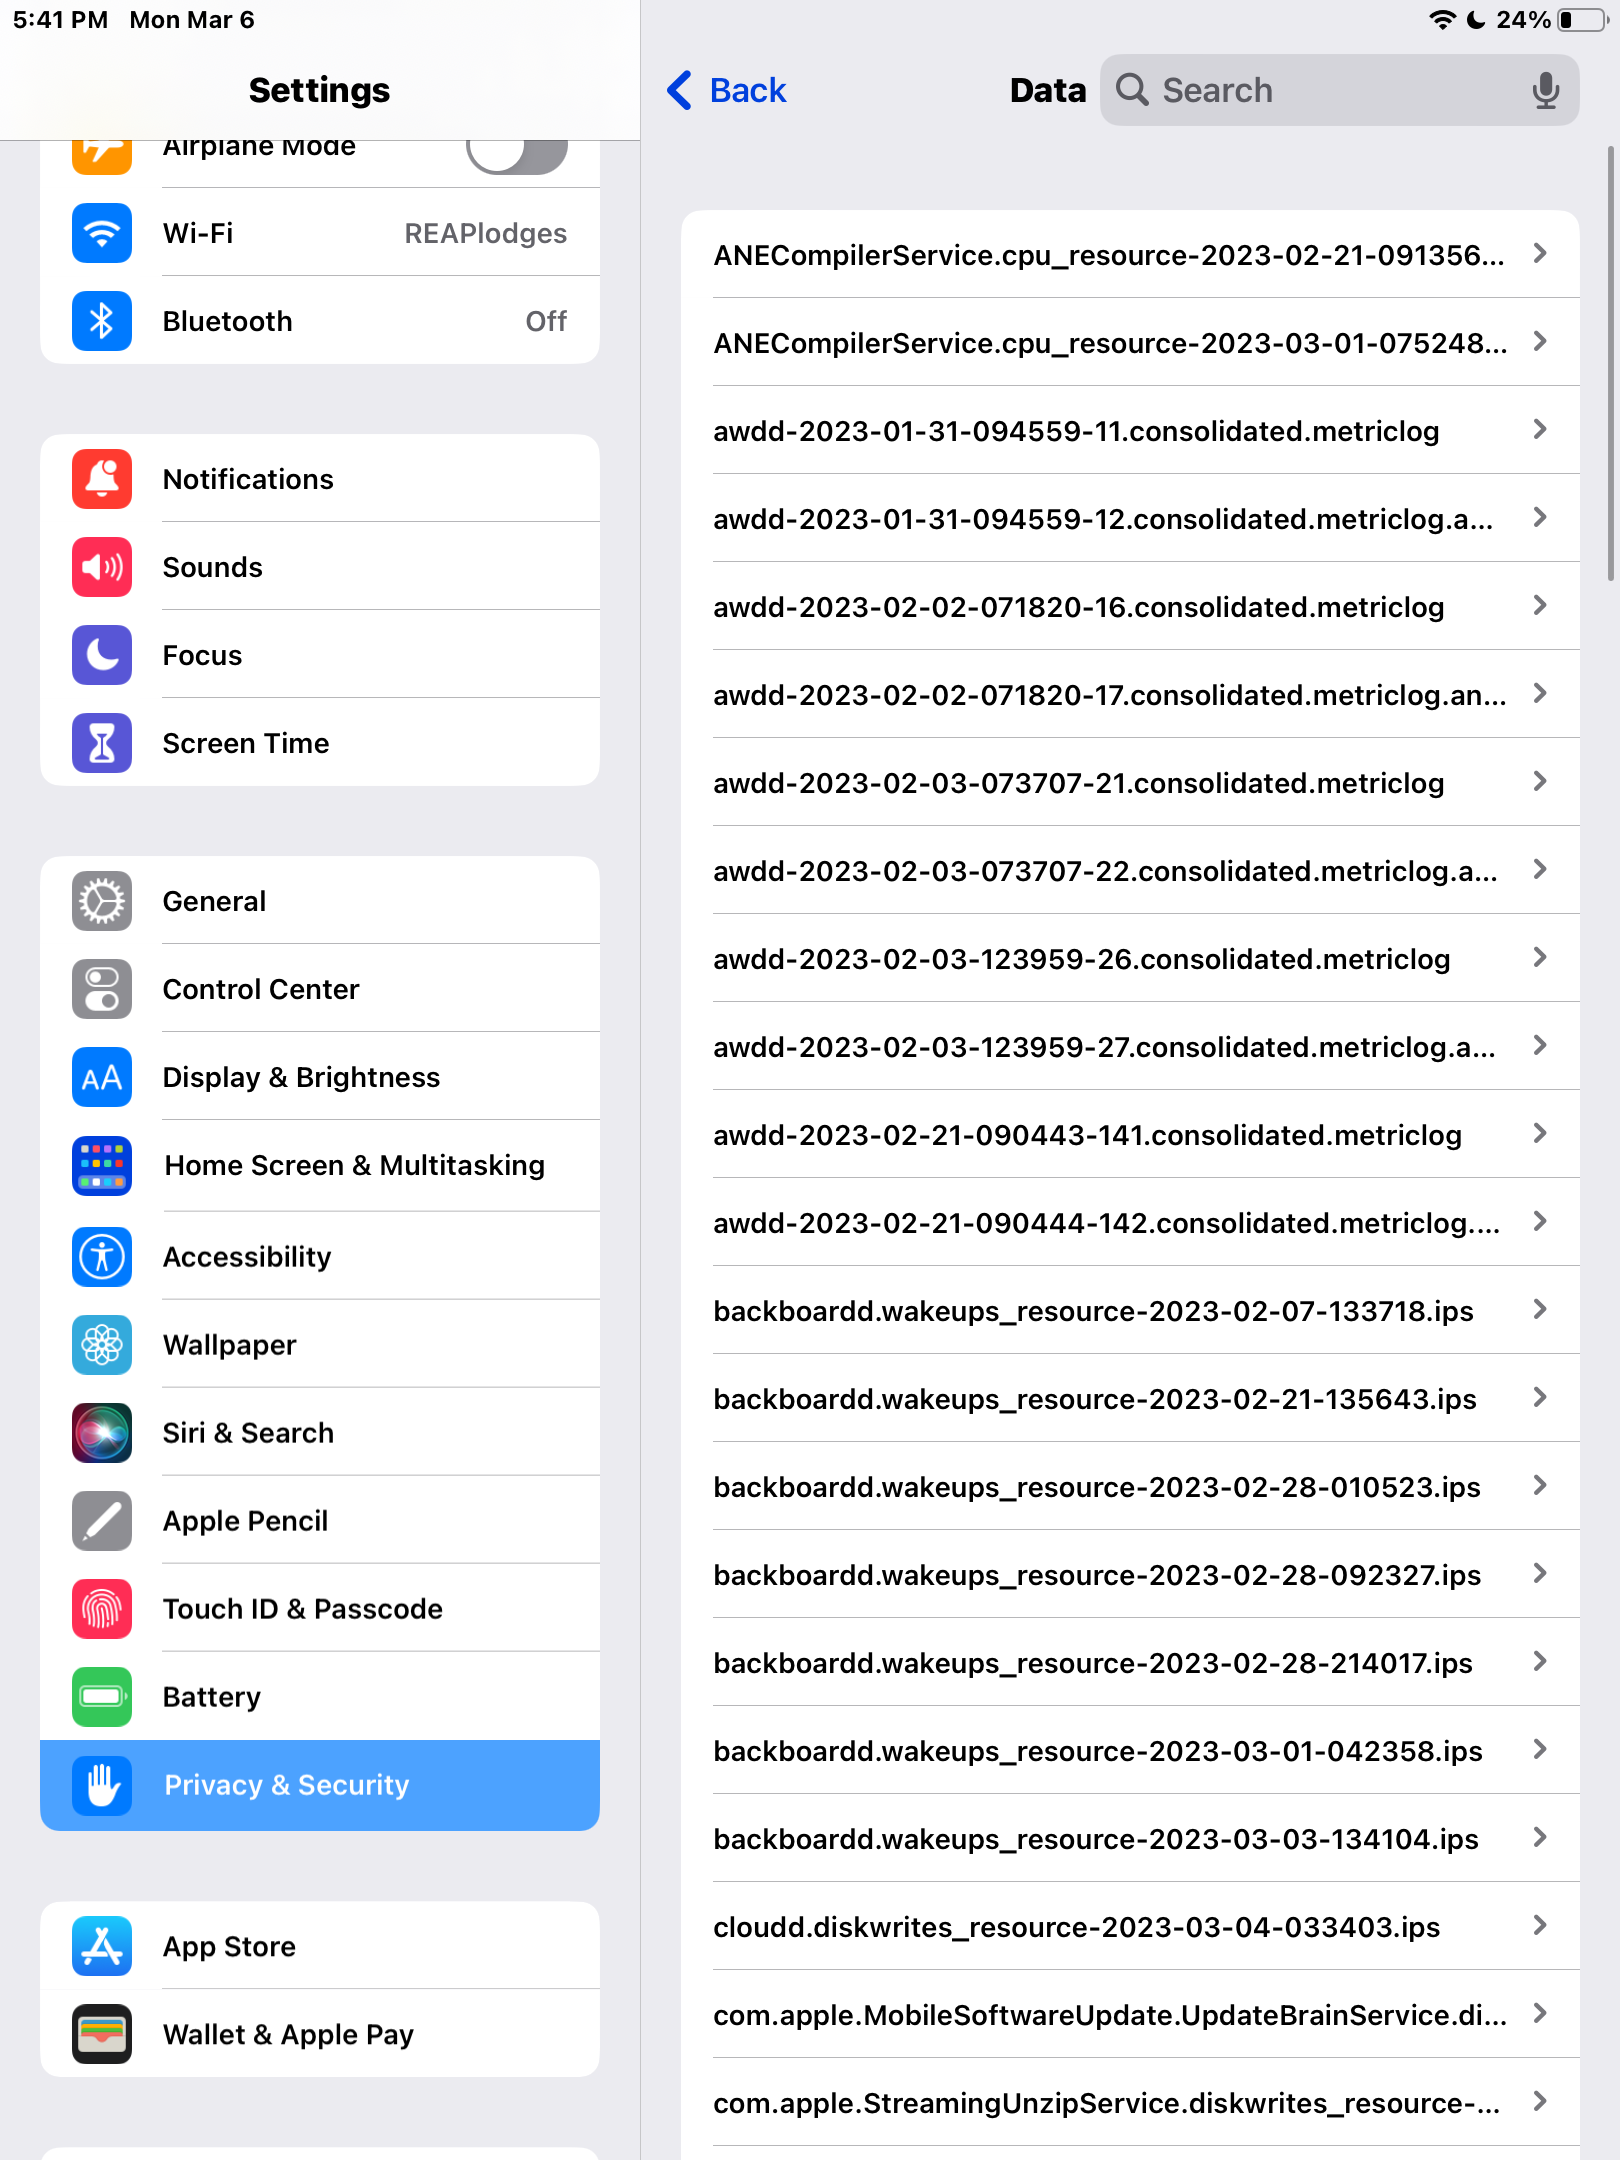 5:41 PM Mon Mar 6
24%
Settings
Airplane Mode
Wi-Fi REAPlodges
Bluetooth Off
Notifications
Sounds
Focus
Screen Time
General
Control Center
AA Display & Brightness
Home Screen & Multitasking
Accessibility
Wallpaper
Siri & Search
Apple Pencil
Touch ID & Passcode
Battery
Privacy & Security
App Store
Wallet & Apple Pay
Back
Data
Search
ANECompilerService.cpu_resource-2023-02-21-091356...
ANECompilerService.cpu_resource-2023-03-01-075248...
awdd-2023-01-31-094559-11.consolidated.metriclog
awdd-2023-01-31-094559-12.consolidated.metriclog.a...
awdd-2023-02-02-071820-16.consolidated.metriclog
awdd-2023-02-02-071820-17.consolidated.metriclog.an...
awdd-2023-02-03-073707-21.consolidated.metriclog
awdd-2023-02-03-073707-22.consolidated.metriclog.a...
awdd-2023-02-03-123959-26.consolidated.metriclog
awdd-2023-02-03-123959-27.consolidated.metriclog.a...
awdd-2023-02-21-090443-141.consolidated.metriclog
awdd-2023-02-21-090444-142.consolidated.metriclog....
backboardd.wakeups_resource-2023-02-07-133718.ips
backboardd.wakeups_resource-2023-02-21-135643.ips
backboardd.wakeups_resource-2023-02-28-010523.ips
backboardd.wakeups_resource-2023-02-28-092327.ips
backboardd.wakeups_resource-2023-02-28-214017.ips
backboardd.wakeups_resource-2023-03-01-042358.ips
backboardd.wakeups_resource-2023-03-03-134104.ips
cloudd.diskwrites_resource-2023-03-04-033403.ips
com.apple.MobileSoftwareUpdate.UpdateBrainService.di...
com.apple.StreamingUnzipService.diskwrites_resource-...